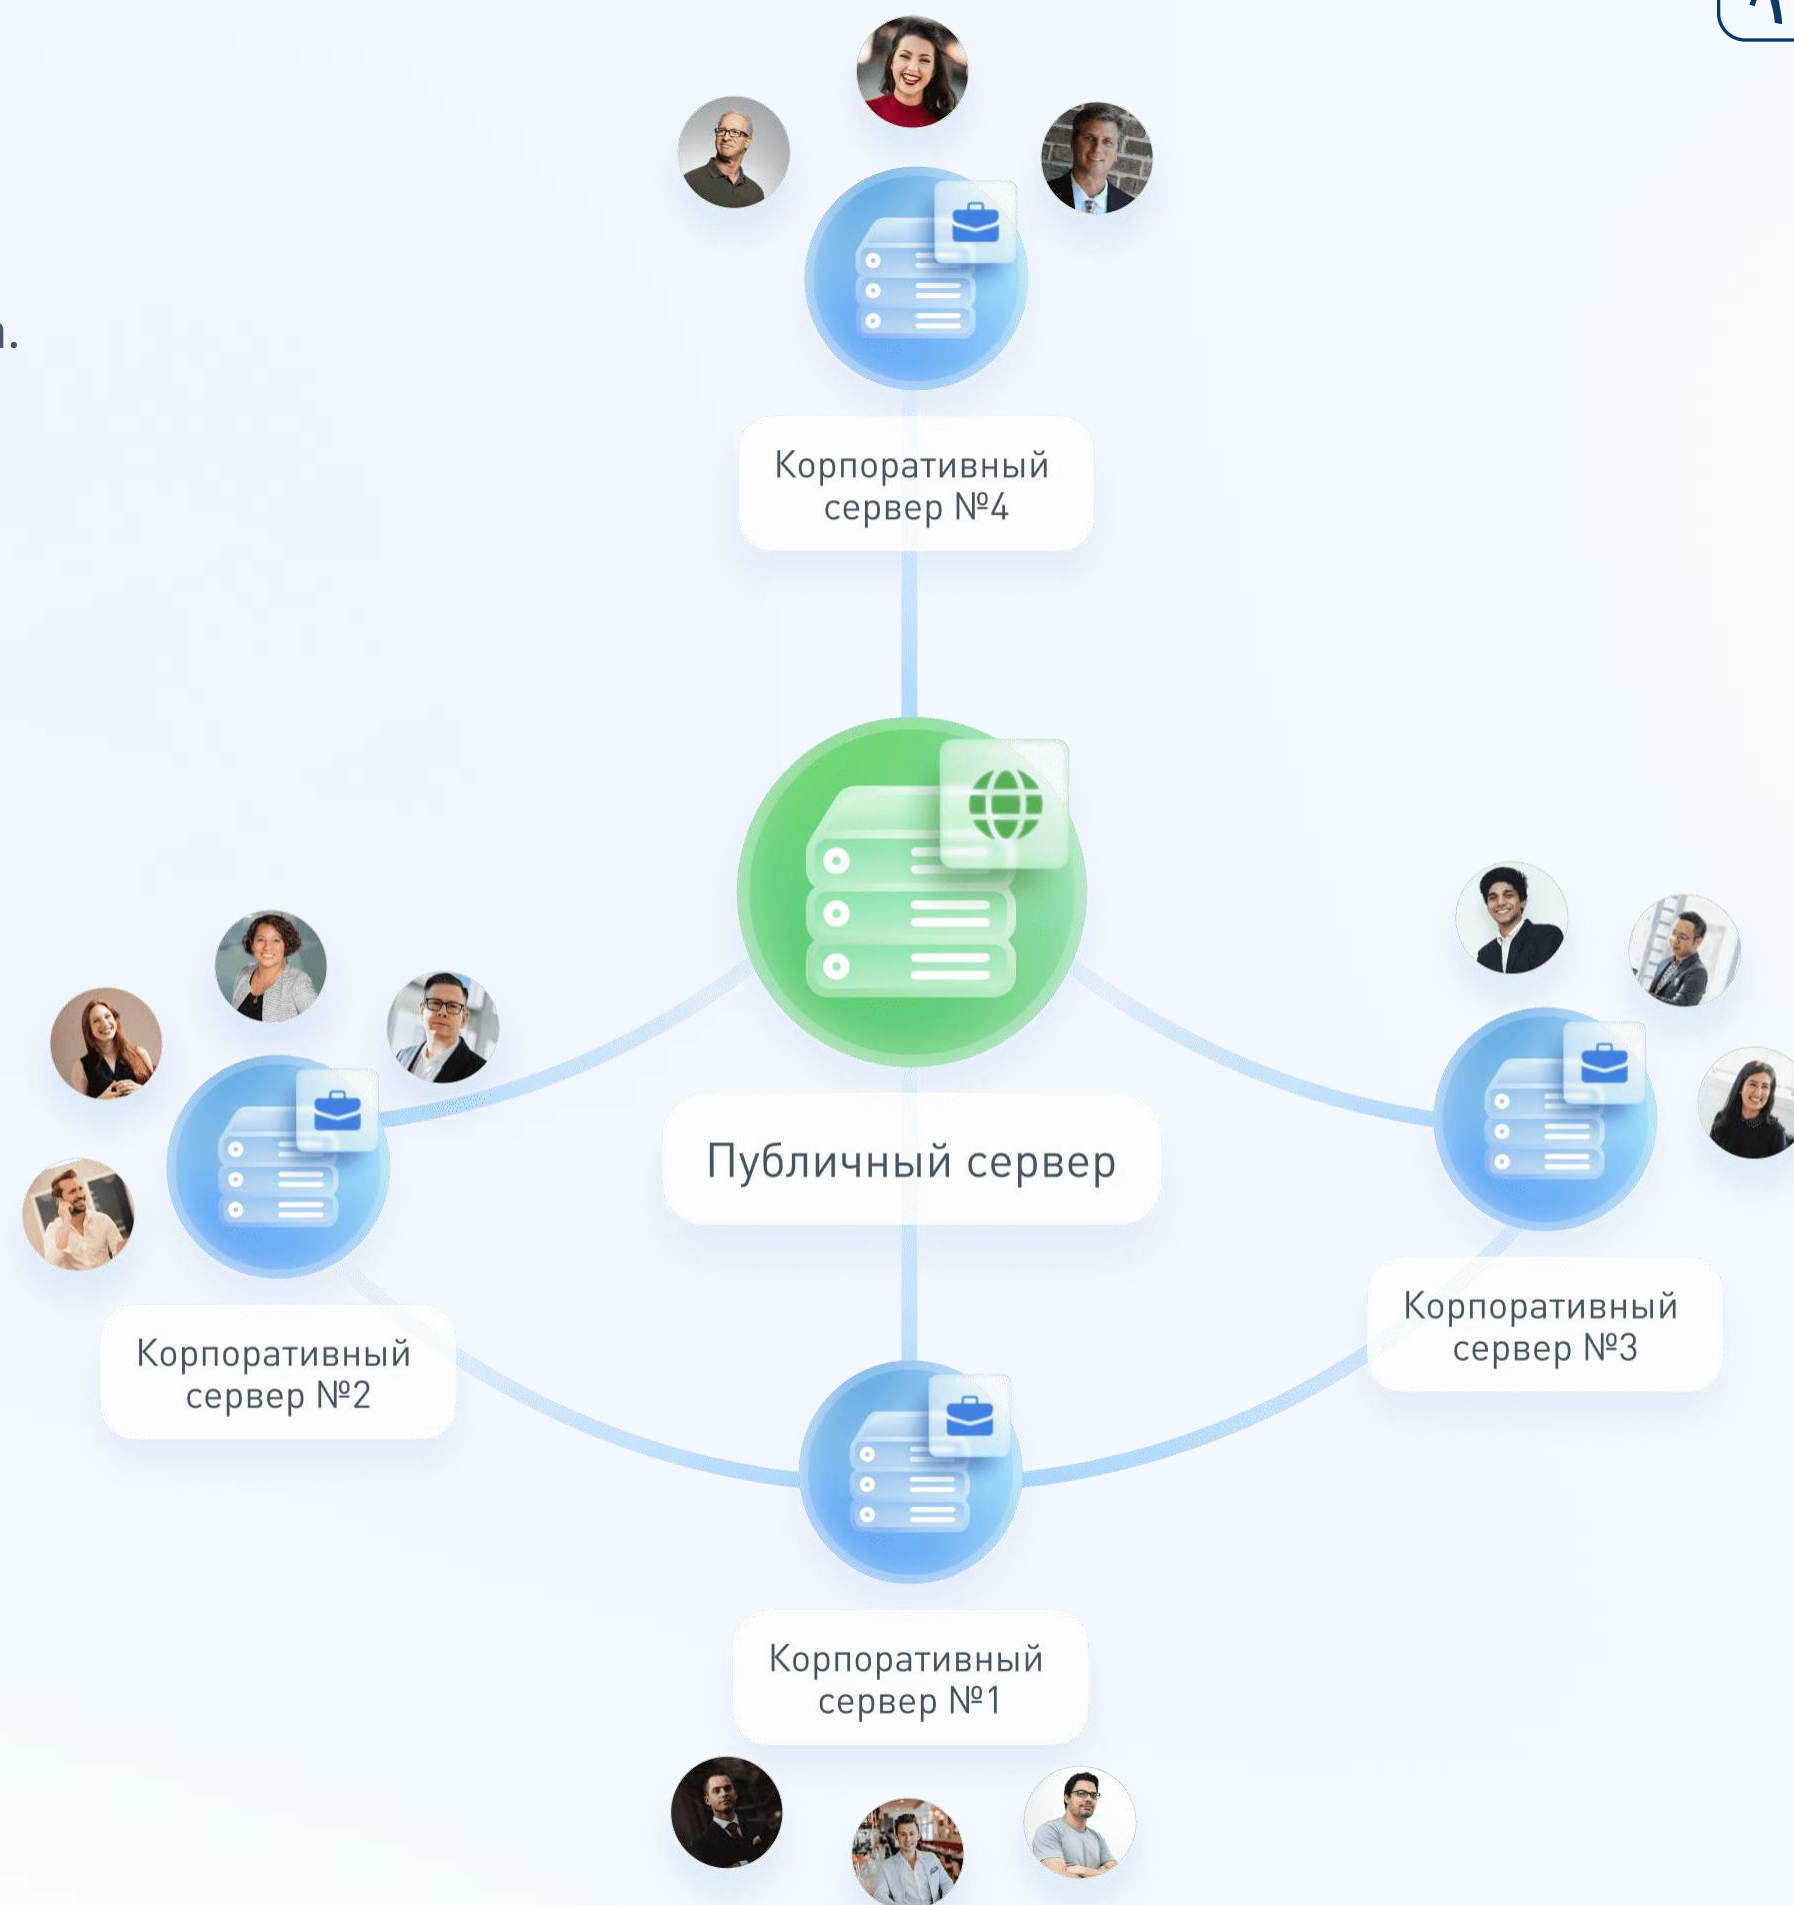 Корпоративный
сервер №4
Публичный сервер
Корпоративный
сервер №3
Корпоративный
сервер №2
Корпоративный
сервер №1